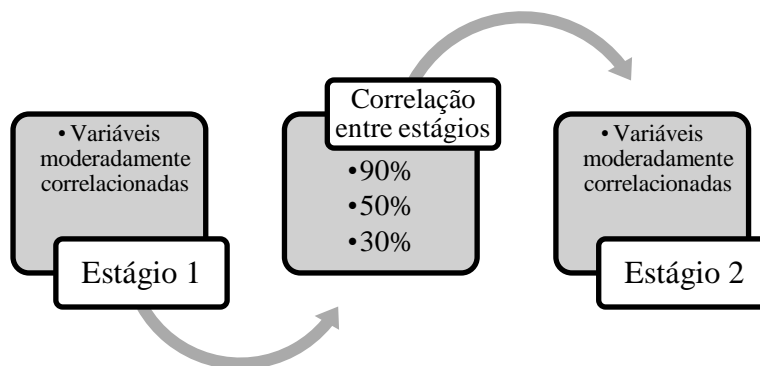 • Variáveis
moderadamente
correlacionadas
Estágio 1
Correlação
entre estágios
•90%
•50%
•30%
• Variáveis
moderadamente
correlacionadas
Estágio 2